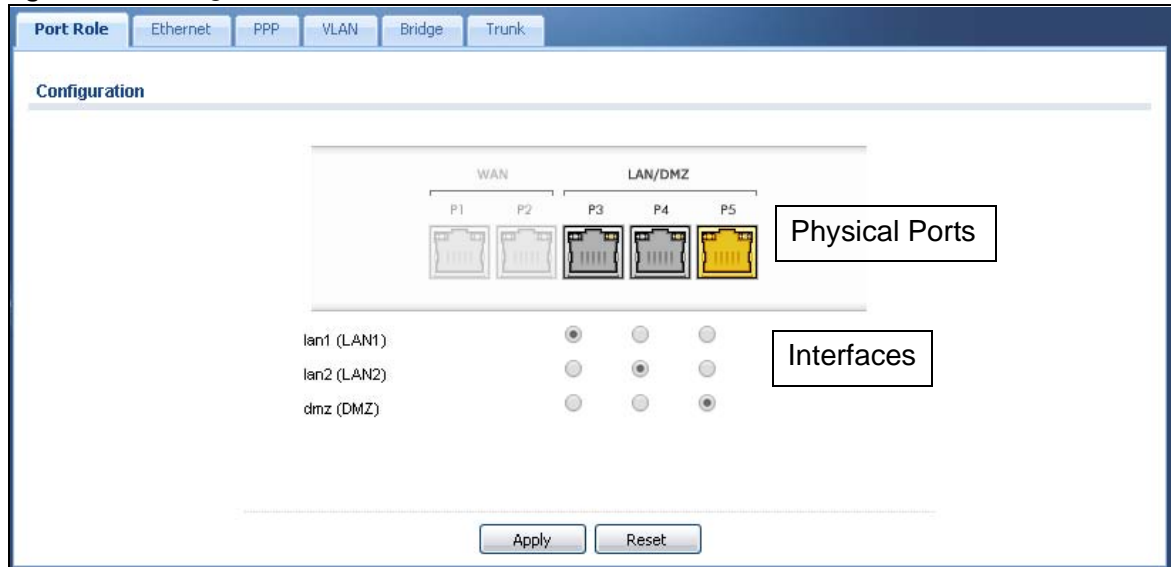 Port Role Ethernet PPP VLAN Bridge Trunk
Configuration
WAN LAN/DMZ
P1 P2 P3 P4 P5
Physical Ports
lan1 (LAN1)
Interfaces
lan2 (LAN2)
dmz (DMZ)
Apply Reset